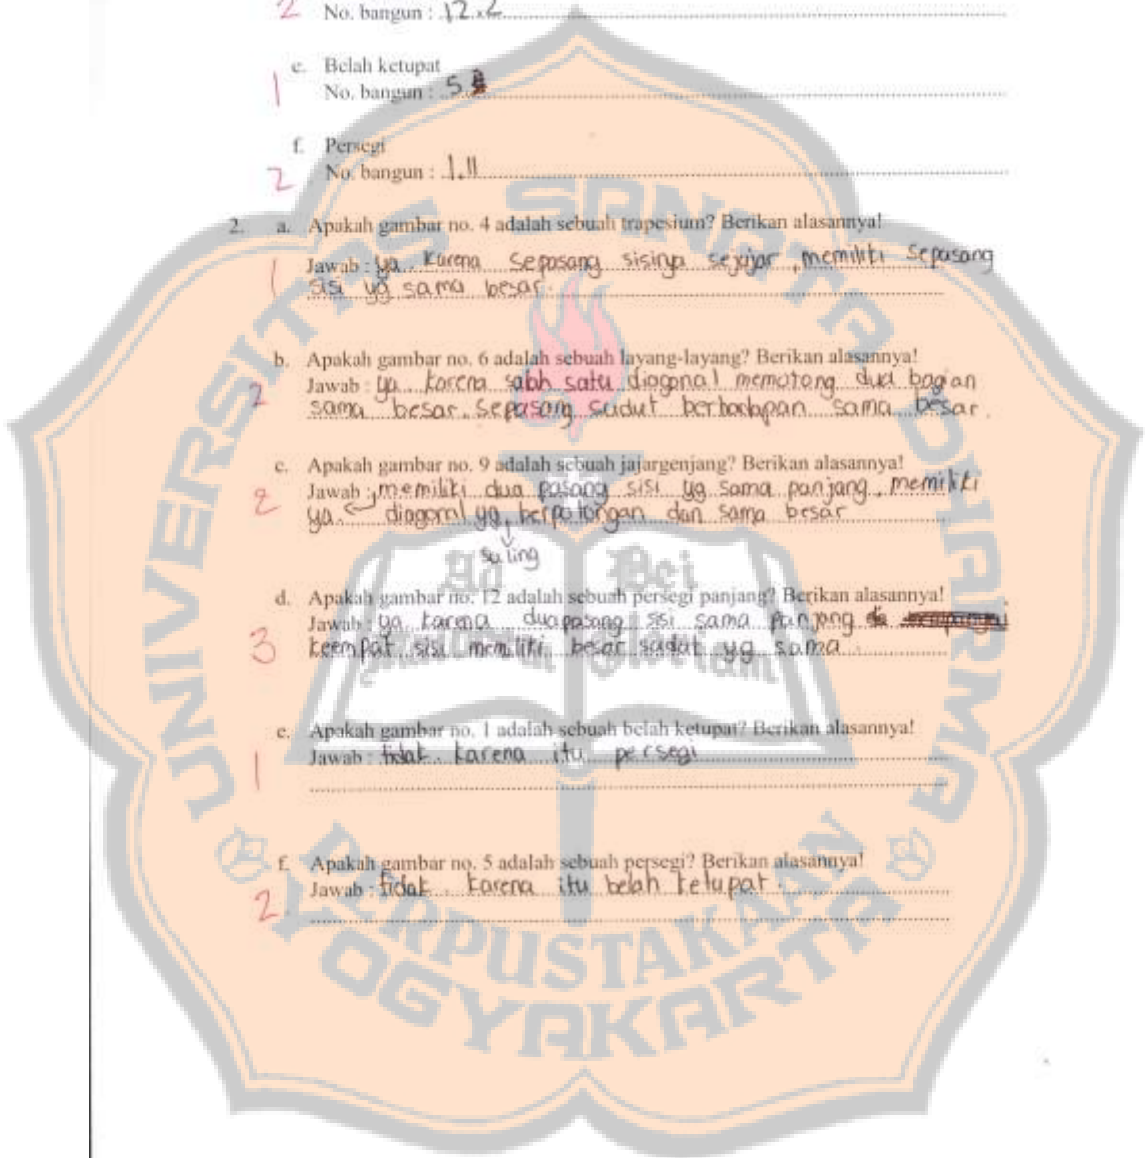 2 No. bangun : 12.2
e. Belah ketupat
1 No. bangun : 5
f. Persegi
2 No. bangun : 1.11
2. a. Apakah gambar no. 4 adalah sebuah trapesium? Berikan alasannya!
1 Jawab : ya karena sepasang sisinya sejajar, memiliki sepasang
sisi yg sama besar.
b. Apakah gambar no. 6 adalah sebuah layang-layang? Berikan alasannya!
2 Jawab : ya karena salah satu diagonal memotong dua bagian
sama besar. sepasang sudut berhadapan sama besar.
c. Apakah gambar no. 9 adalah sebuah jajargenjang? Berikan alasannya!
2 Jawab : memiliki dua pasang sisi yg sama panjang, memiliki
ya. diagonal yg berpotongan dan sama besar
saling
d. Apakah gambar no. 12 adalah sebuah persegi panjang? Berikan alasannya!
Jawab : ya karena dua pasang sisi sama panjang
3 keempat sisi memiliki besar sudut yg sama.
e. Apakah gambar no. 1 adalah sebuah belah ketupat? Berikan alasannya!
1 Jawab : tidak. karena itu persegi
f. Apakah gambar no. 5 adalah sebuah persegi? Berikan alasannya!
2 Jawab : tidak. karena itu belah ketupat.
UNIVERSITAS SANATA DHARMA
Ad Dei
Gloriam
PERPUSTAKAAN
YOGYAKARTA